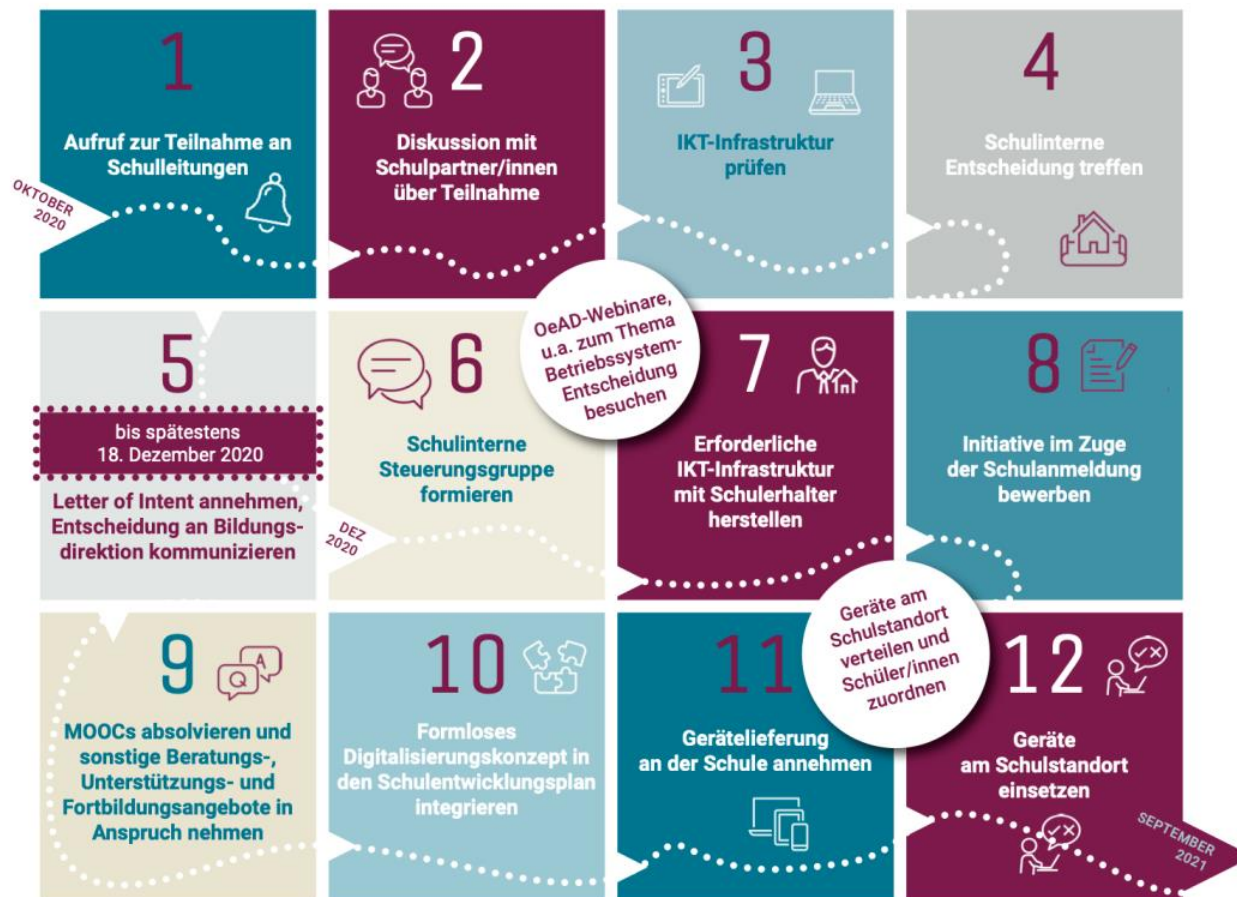 1
Aufruf zur Teilnahme an
Schulleitungen
OKTOBER
2020
2
Diskussion mit
Schulpartner/innen
über Teilnahme
3
IKT-Infrastruktur
prüfen
4
Schulinterne
Entscheidung treffen
5
bis spätestens
18. Dezember 2020
Letter of Intent annehmen,
Entscheidung an Bildungs-
direktion kommunizieren
DEZ
2020
6
Schulinterne
Steuerungsgruppe
formieren
OeAD-Webinare,
u.a. zum Thema
Betriebssystem-
Entscheidung
besuchen
7
Erforderliche
IKT-Infrastruktur
mit Schulerhalter
herstellen
8
Initiative im Zuge
der Schulanmeldung
bewerben
9
Q A
MOOCs absolvieren und
sonstige Beratungs-,
Unterstützungs- und
Fortbildungsangebote in
Anspruch nehmen
10
Formloses
Digitalisierungskonzept in
den Schulentwicklungsplan
integrieren
11
Gerätelieferung
an der Schule annehmen
Geräte am
Schulstandort
verteilen und
Schüler/innen
zuordnen
12
Geräte
am Schulstandort
einsetzen
SEPTEMBER
2021